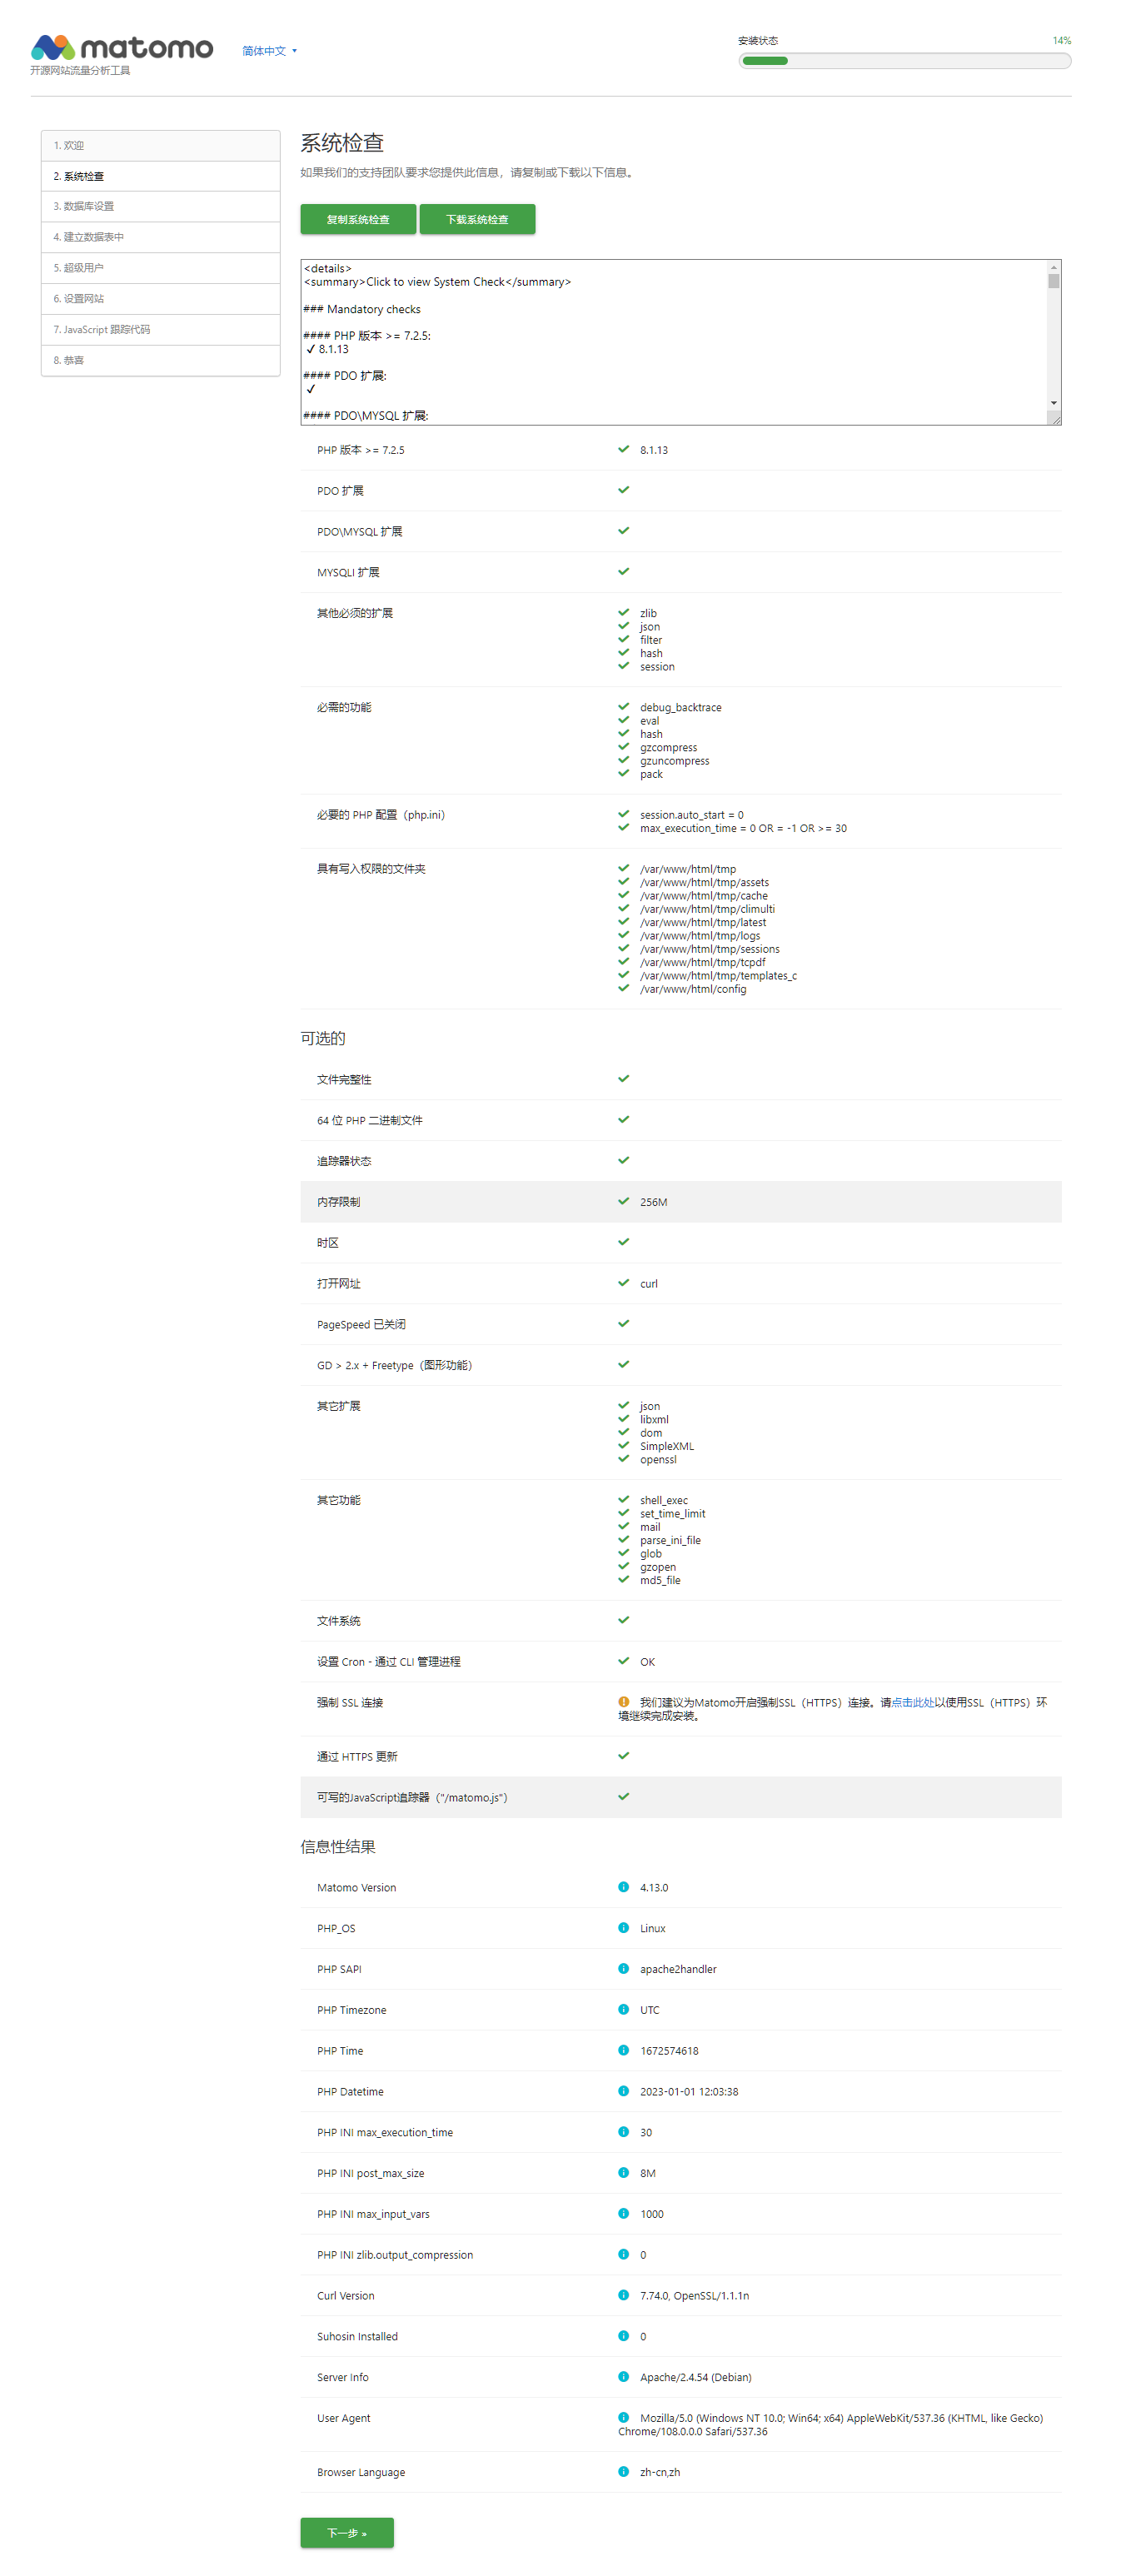 matomo
简体中文
安装状态
14%
开源网站流量分析工具
1. 欢迎
2. 系统检查
3. 数据库设置
4. 建立数据表中
5. 超级用户
6. 设置网站
7. JavaScript 跟踪代码
8. 恭喜
系统检查
如果我们的支持团队要求您提供此信息，请复制或下载以下信息。
复制系统检查 下载系统检查
<details>
<summary>Click to view System Check</summary>
### Mandatory checks
#### PHP 版本 >= 7.2.5:
✔ 8.1.13
#### PDO 扩展:
✔
#### PDO\MYSQL 扩展:
PHP 版本 >= 7.2.5
8.1.13
PDO 扩展
PDO\MYSQL 扩展
MYSQLI 扩展
其他必须的扩展
zlib
json
filter
hash
session
必需的功能
debug_backtrace
eval
hash
gzcompress
gzuncompress
pack
必要的 PHP 配置（php.ini）
session.auto_start = 0
max_execution_time = 0 OR = -1 OR >= 30
具有写入权限的文件夹
/var/www/html/tmp
/var/www/html/tmp/assets
/var/www/html/tmp/cache
/var/www/html/tmp/climulti
/var/www/html/tmp/latest
/var/www/html/tmp/logs
/var/www/html/tmp/sessions
/var/www/html/tmp/tcpdf
/var/www/html/tmp/templates_c
/var/www/html/config
可选的
文件完整性
64 位 PHP 二进制文件
追踪器状态
内存限制
256M
时区
打开网址
curl
PageSpeed 已关闭
GD > 2.x + Freetype（图形功能）
其它扩展
json
libxml
dom
SimpleXML
openssl
其它功能
shell_exec
set_time_limit
mail
parse_ini_file
glob
gzopen
md5_file
文件系统
设置 Cron - 通过 CLI 管理进程
OK
强制 SSL 连接
我们建议为Matomo开启强制SSL（HTTPS）连接。请点击此处以使用SSL（HTTPS）环
境继续完成安装。
通过 HTTPS 更新
可写的JavaScript追踪器（"/matomo.js"）
信息性结果
Matomo Version
4.13.0
PHP_OS
Linux
PHP SAPI
apache2handler
PHP Timezone
UTC
PHP Time
1672574618
PHP Datetime
2023-01-01 12:03:38
PHP INI max_execution_time
30
PHP INI post_max_size
8M
PHP INI max_input_vars
1000
PHP INI zlib.output_compression
0
Curl Version
7.74.0, OpenSSL/1.1.1n
Suhosin Installed
0
Server Info
Apache/2.4.54 (Debian)
User Agent
Mozilla/5.0 (Windows NT 10.0; Win64; x64) AppleWebKit/537.36 (KHTML, like Gecko)
Chrome/108.0.0.0 Safari/537.36
Browser Language
zh-cn,zh
下一步 »